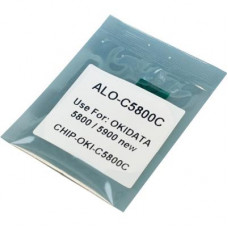 ALO-C5800C
Use For: OKIDATA
5800 / 5900 new
CHIP-OKI-C5800C